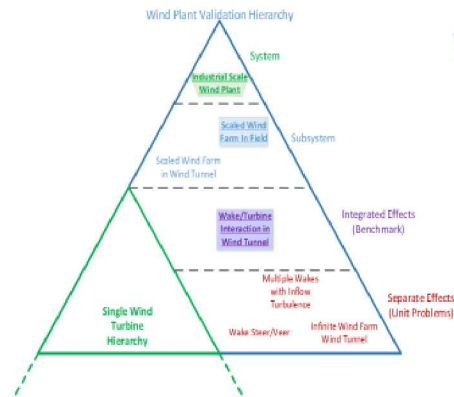 Wind Plant Validation Hierarchy
System
Industrial Scale
Wind Plant
Scaled Wind
Farm In Field
Subsystem
Scaled Wind Farm
in Wind Tunnel
Wake/Turbine
Interaction in
Wind Tunnel
Integrated Effects
(Benchmark)
Multiple Wakes
with Inflow
Turbulence
Separate Effects
(Unit Problems)
Single Wind
Turbine
Hierarchy
Wake Steer/Veer
Infinite Wind Farm
Wind Tunnel